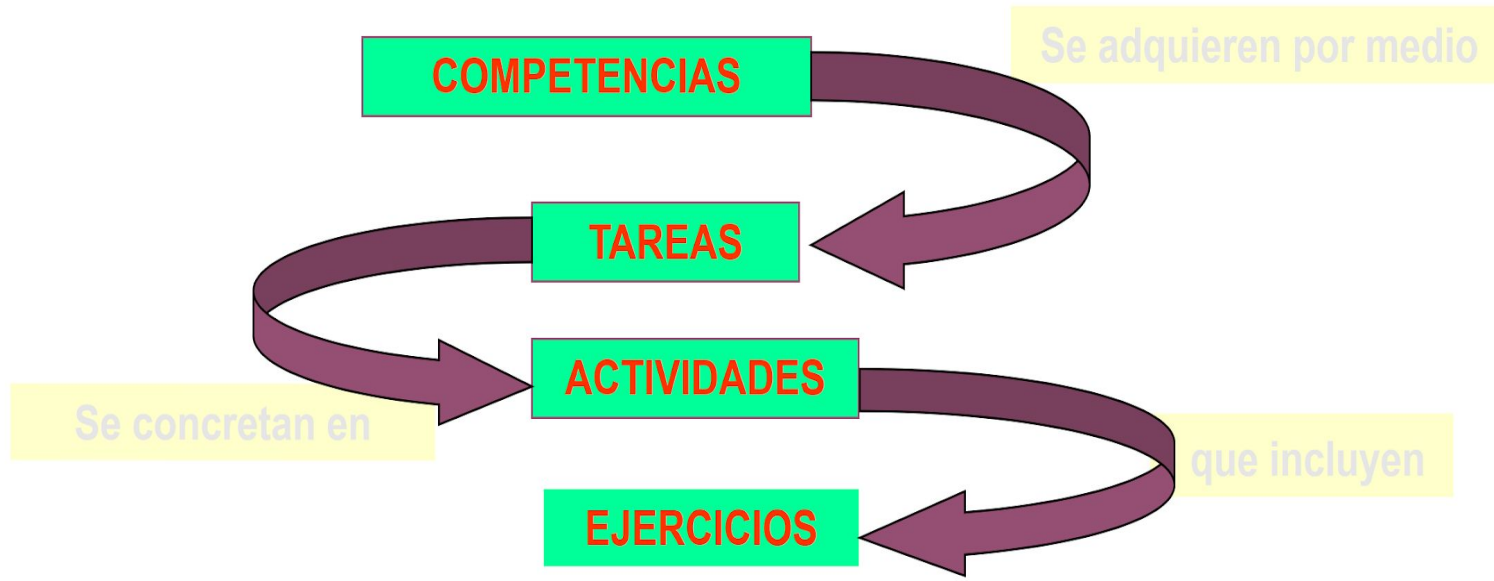 COMPETENCIAS
Se adquieren por medio
TAREAS
Se concretan en
ACTIVIDADES
que incluyen
EJERCICIOS